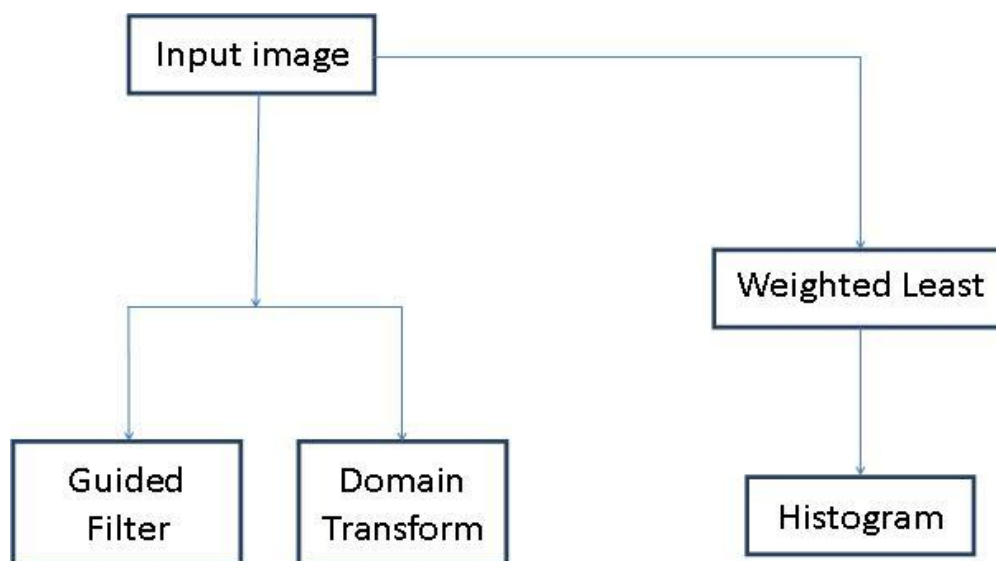 Input image
Weighted Least
Guided
Filter
Domain
Transform
Histogram